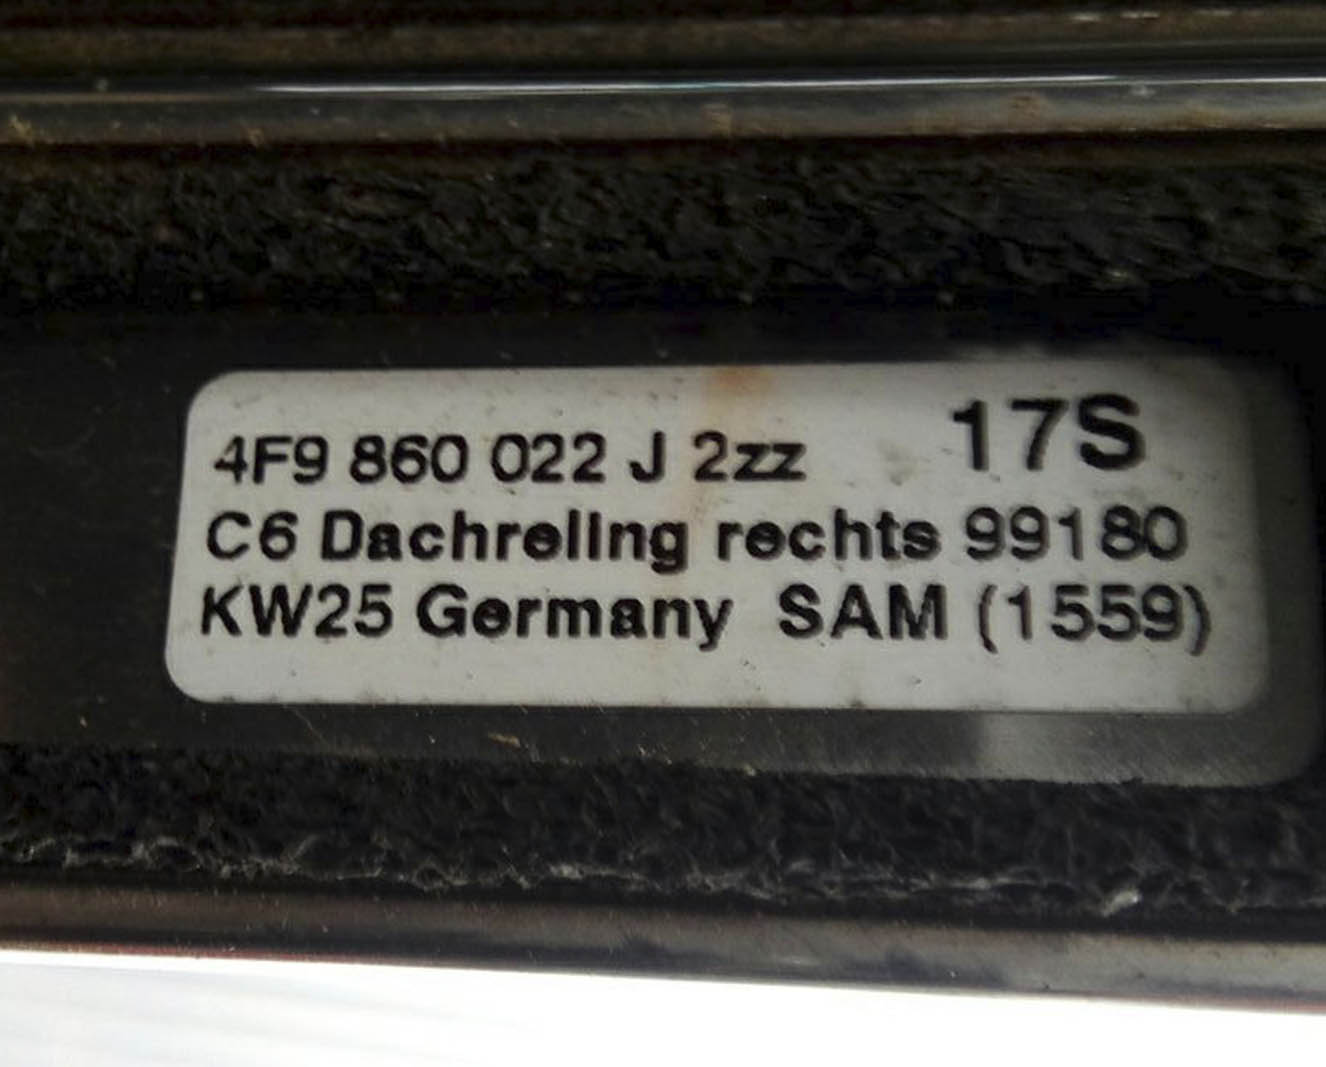 4F9 860 022 J 2zz 17S
C6 Dachreling rechts 99180
KW25 Germany SAM (1559)